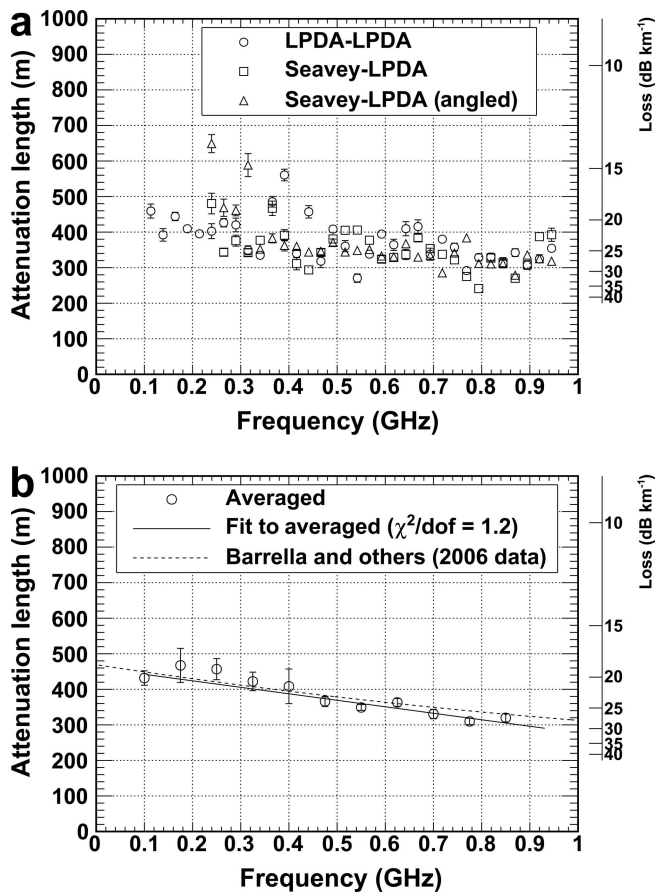 a
1000
900
800
700
600
500
400
300
200
100
0
Attenuation length (m)
LPDA-LPDA
Seavey-LPDA
Seavey-LPDA (angled)
10
15
20
25
30
35
40
Loss (dB km⁻¹)
0 0.1 0.2 0.3 0.4 0.5 0.6 0.7 0.8 0.9 1
Frequency (GHz)
b
1000
900
800
700
600
500
400
300
200
100
0
Attenuation length (m)
Averaged
Fit to averaged (χ²/dof = 1.2)
Barrella and others (2006 data)
10
15
20
25
30
35
40
Loss (dB km⁻¹)
0 0.1 0.2 0.3 0.4 0.5 0.6 0.7 0.8 0.9 1
Frequency (GHz)